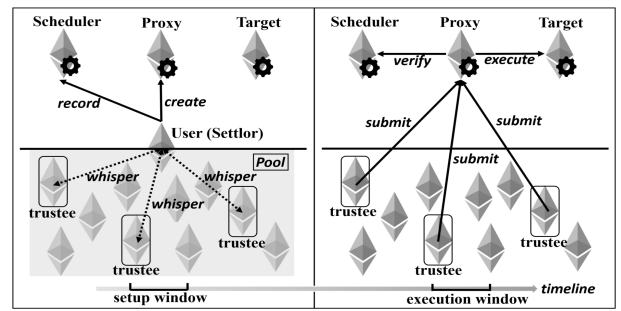 Scheduler Proxy Target
record create
User (Settlor)
Pool
whisper whisper
whisper
trustee trustee
trustee
setup window
Scheduler Proxy Target
verify execute
submit submit
submit
trustee trustee
trustee
execution window
timeline